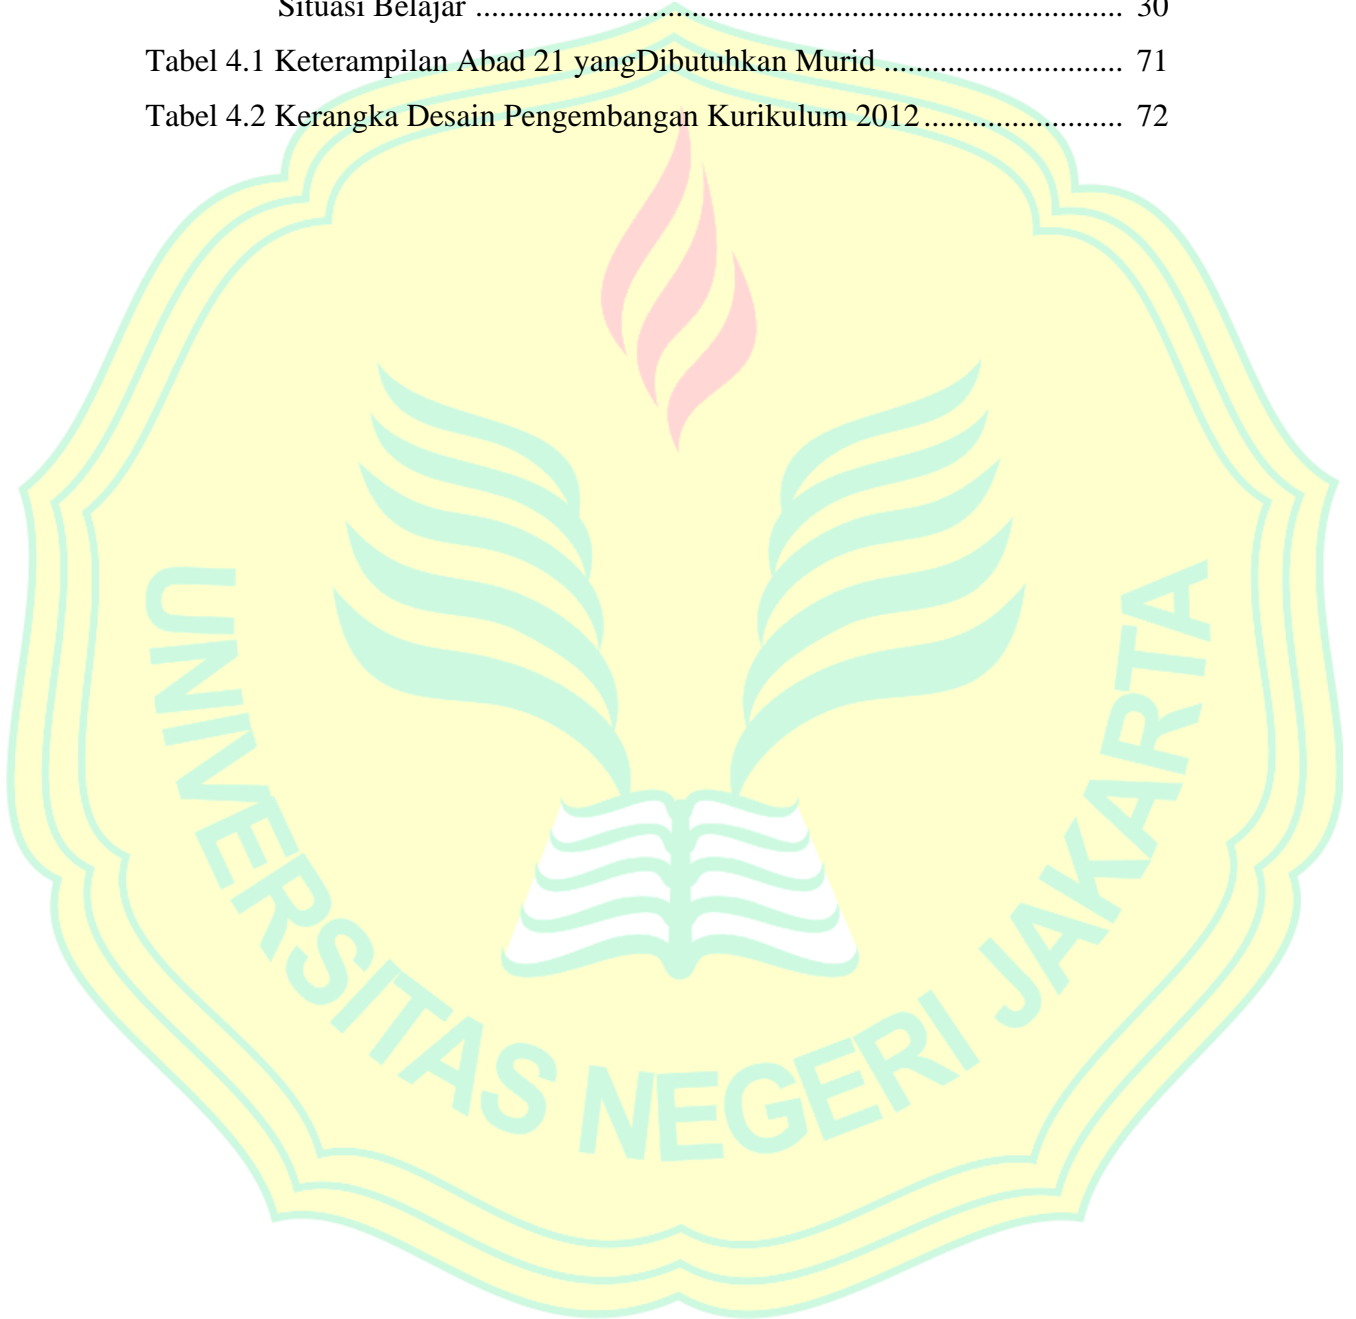 Situasi Belajar .................................................................................. 30
Tabel 4.1 Keterampilan Abad 21 yangDibutuhkan Murid .............................. 71
Tabel 4.2 Kerangka Desain Pengembangan Kurikulum 2012 ......................... 72
UNIVERSITAS NEGERI JAKARTA